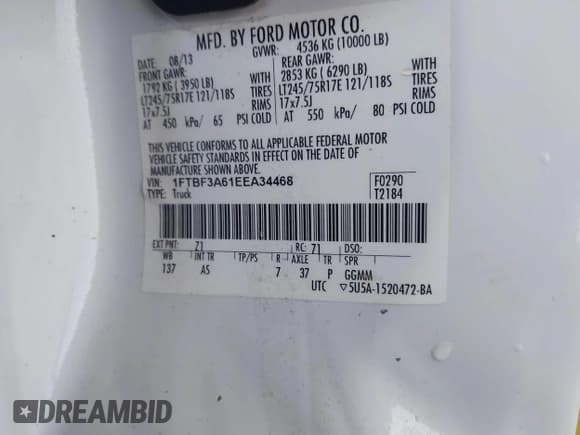 MFD. BY FORD MOTOR CO.
DATE: 08/13 GVWR: 4536 KG (10000 LB)
FRONT GAWR: REAR GAWR:
1792 KG (3950 LB) WITH 2853 KG (6290 LB) WITH
LT245/75R17E 121/118S TIRES LT245/75R17E 121/118S TIRES
17x7.5J RIMS 17x7.5J RIMS
AT 450 kPa/ 65 PSI COLD AT 550 kPa/ 80 PSI COLD
THIS VEHICLE CONFORMS TO ALL APPLICABLE FEDERAL MOTOR
VEHICLE SAFETY STANDARDS IN EFFECT ON THE DATE OF
MANUFACTURE SHOWN ABOVE.
VIN: 1FTBF3A61EEA34468 F0290
TYPE: Truck T2184
EXT PNT: Z1 RC: 71 DSO:
WB INT TR TP/PS R AXLE TR SPR
137 AS 7 37 P GGMM
UTC ▽5U5A-1520472-BA
DREAMBID